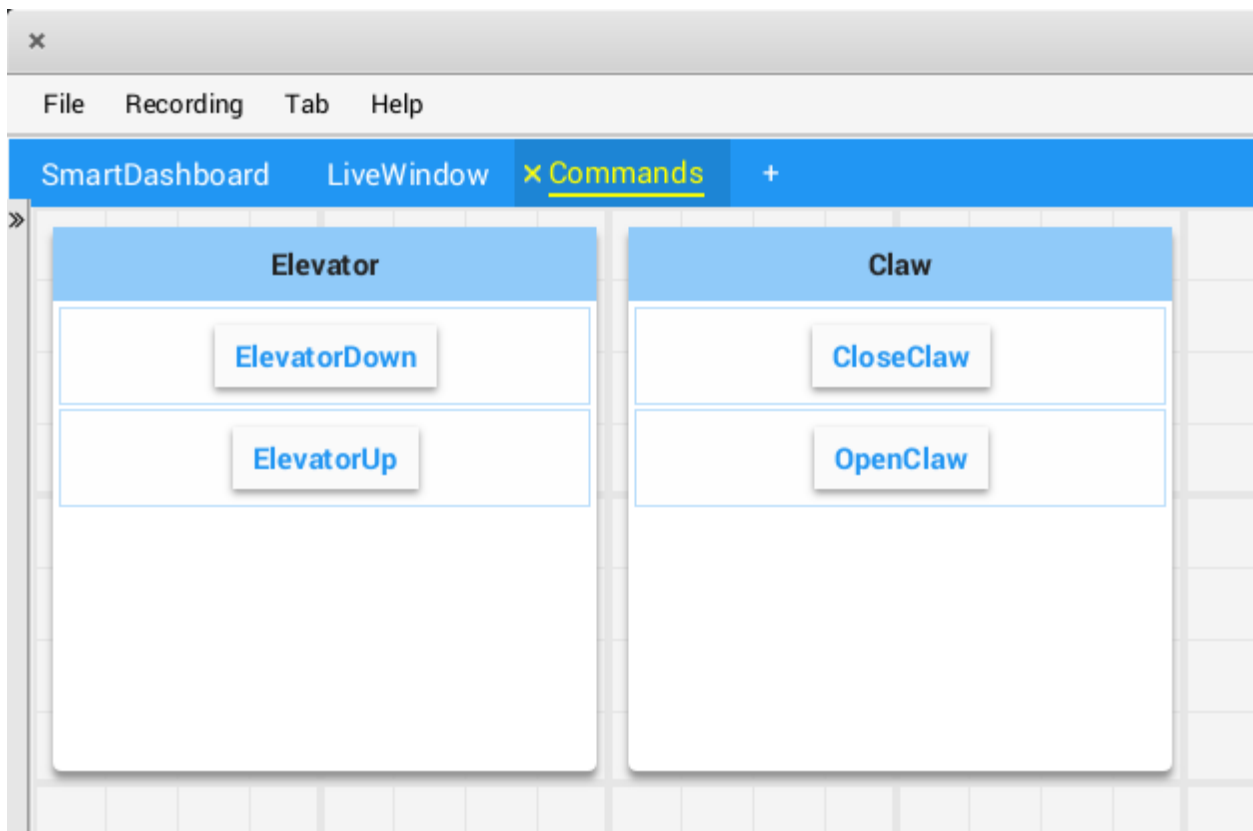 File Recording Tab Help
SmartDashboard LiveWindow × Commands +
»
Elevator
ElevatorDown
ElevatorUp
Claw
CloseClaw
OpenClaw